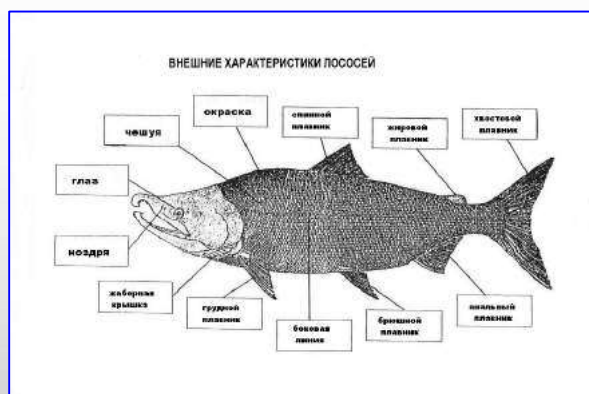 ВНЕШНИЕ ХАРАКТЕРИСТИКИ ЛОСОСЕЙ
окраска
спинной
плавник
жировой
плавник
хвостовой
плавник
чешуя
глаз
ноздря
жаберная
крышка
грудной
плавник
боковая
линия
брюшной
плавник
анальный
плавник